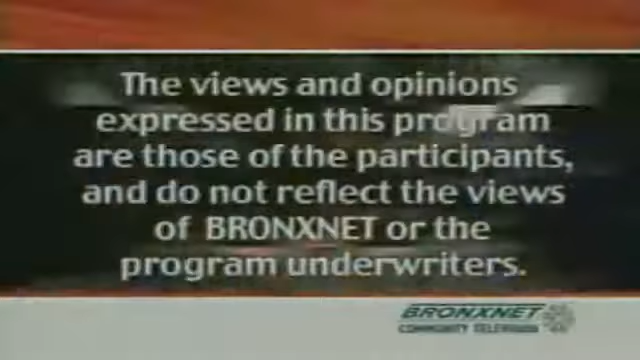 The views and opinions
expressed in this program
are those of the participants,
and do not reflect the views
of BRONXNET or the
program underwriters.
BRONXNET
COMMUNITY TELEVISION